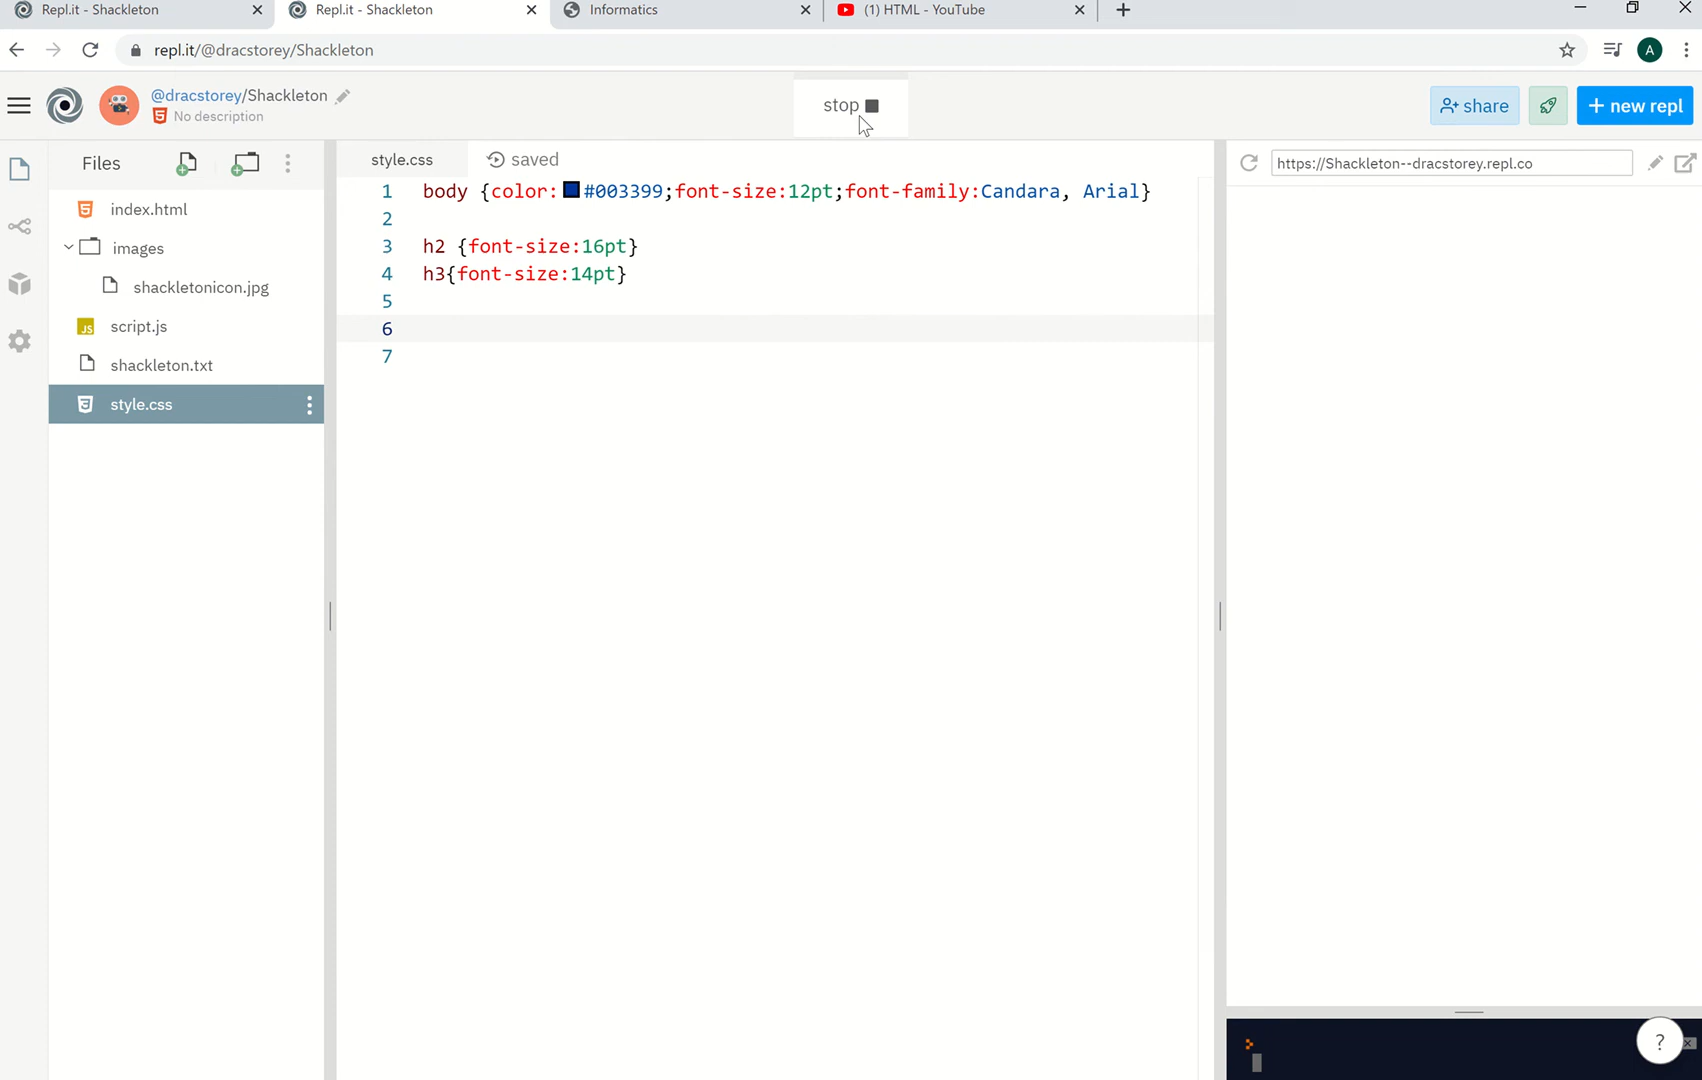 Repl.it - Shackleton
Repl.it - Shackleton
Informatics
(1) HTML - YouTube
repl.it/@dracstorey/Shackleton
A
@dracstorey/Shackleton
No description
stop
share
+ new repl
Files
index.html
images
shackletonicon.jpg
JS script.js
shackleton.txt
style.css
style.css
saved
1 body {color: #003399;font-size:12pt;font-family:Candara, Arial}
2
3 h2 {font-size:16pt}
4 h3{font-size:14pt}
5
6
7
https://Shackleton--dracstorey.repl.co
>
?